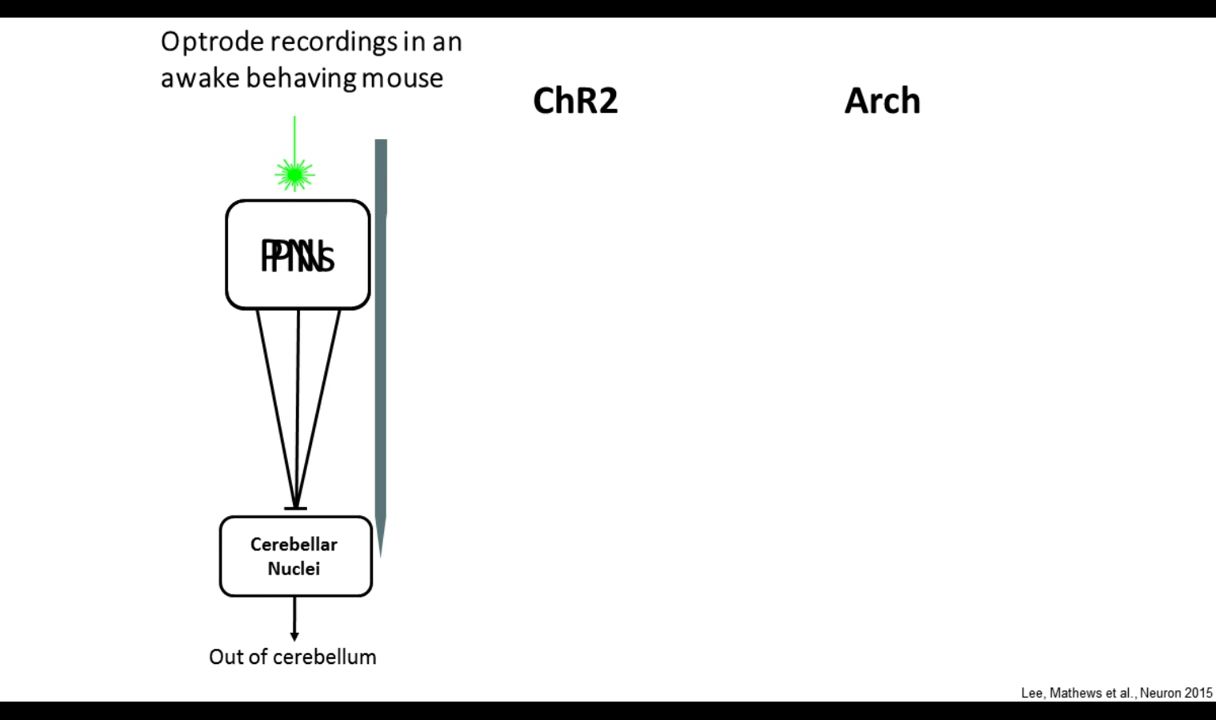 Optrode recordings in an
awake behaving mouse
ChR2
Arch
Cerebellar
Nuclei
Out of cerebellum
Lee, Mathews et al., Neuron 2015